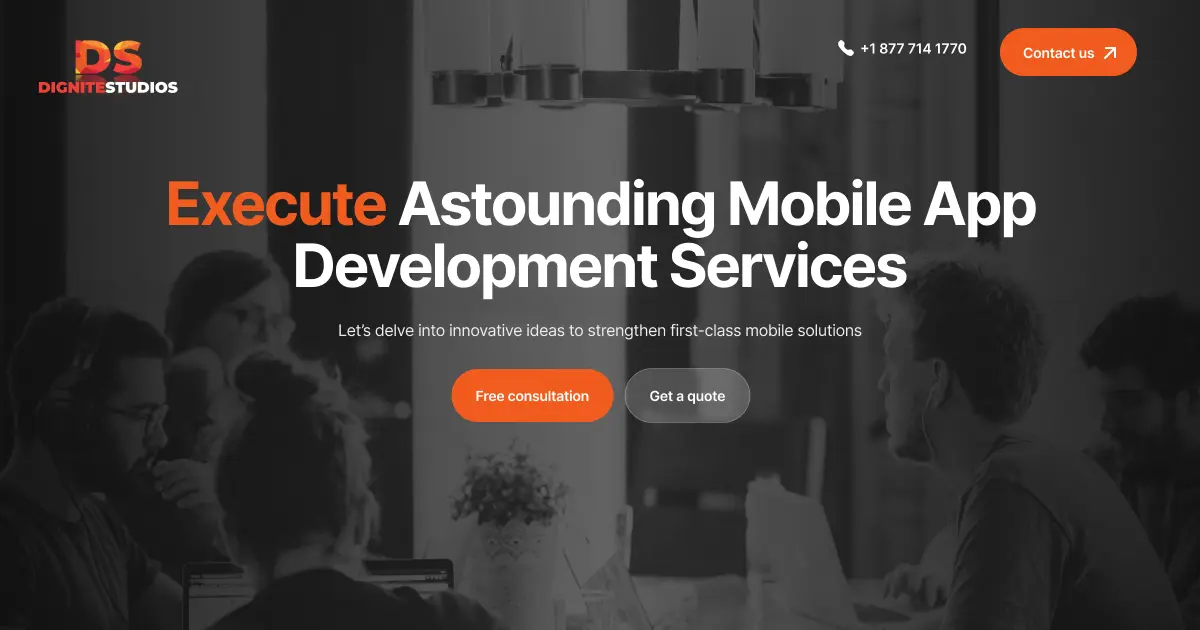 DS
DIGNITESTUDIOS
+1 877 714 1770
Contact us
Execute Astounding Mobile App
Development Services
Let’s delve into innovative ideas to strengthen first-class mobile solutions
Free consultation
Get a quote